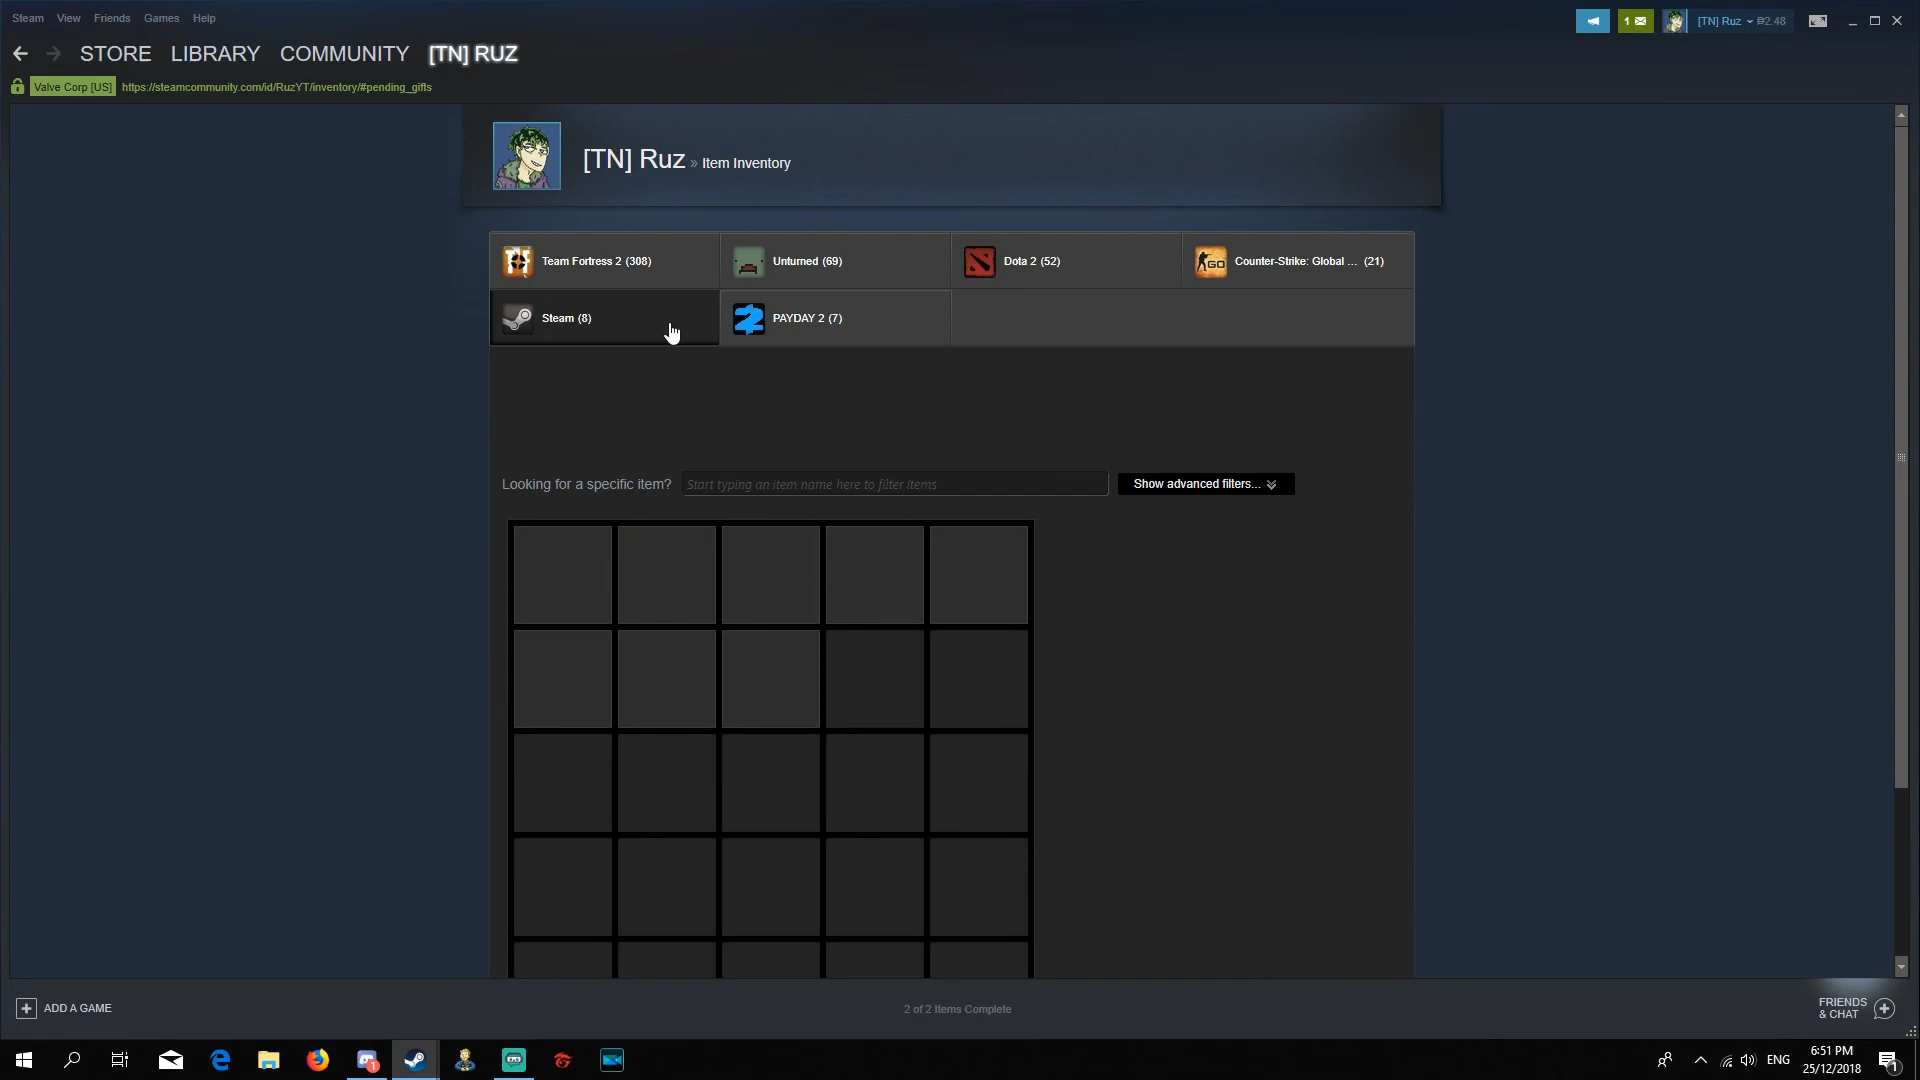 Steam View Friends Games Help
1 [TN] Ruz ₱2.48
STORE LIBRARY COMMUNITY [TN] RUZ
Valve Corp [US] https://steamcommunity.com/id/RuzYT/inventory/#pending_gifts
[TN] Ruz » Item Inventory
Team Fortress 2 (308) Unturned (69) Dota 2 (52) Counter-Strike: Global ... (21)
Steam (8) PAYDAY 2 (7)
Looking for a specific item? Start typing an item name here to filter items Show advanced filters...
ADD A GAME
2 of 2 Items Complete
FRIENDS
& CHAT
ENG
6:51 PM
25/12/2018